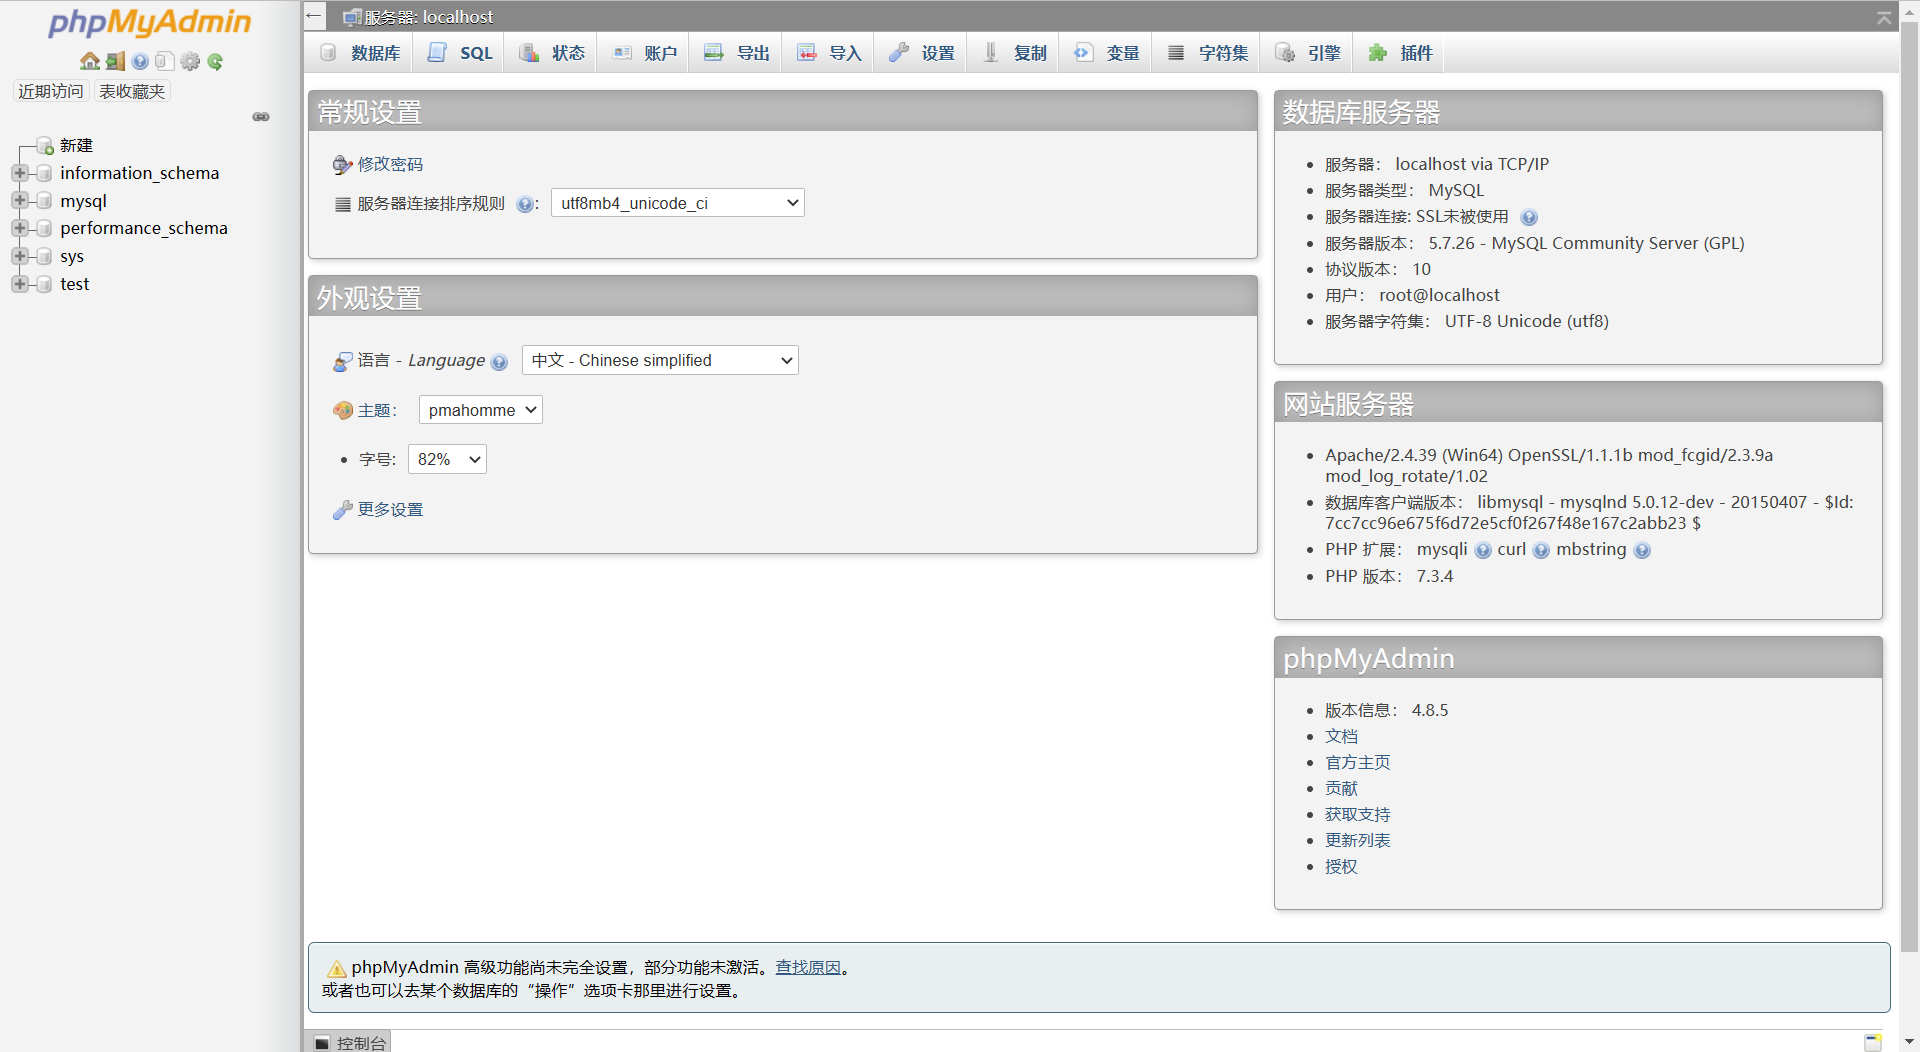 phpMyAdmin
近期访问 表收藏夹
新建
information_schema
mysql
performance_schema
sys
test
服务器: localhost
数据库 SQL 状态 账户 导出 导入 设置 复制 变量 字符集 引擎 插件
常规设置
修改密码
服务器连接排序规则 : utf8mb4_unicode_ci
外观设置
语言 - Language 中文 - Chinese simplified
主题： pmahomme
字号: 82%
更多设置
数据库服务器
服务器： localhost via TCP/IP
服务器类型： MySQL
服务器连接: SSL未被使用
服务器版本： 5.7.26 - MySQL Community Server (GPL)
协议版本： 10
用户： root@localhost
服务器字符集： UTF-8 Unicode (utf8)
网站服务器
Apache/2.4.39 (Win64) OpenSSL/1.1.1b mod_fcgid/2.3.9a
mod_log_rotate/1.02
数据库客户端版本： libmysql - mysqlnd 5.0.12-dev - 20150407 - $Id:
7cc7cc96e675f6d72e5cf0f267f48e167c2abb23 $
PHP 扩展： mysqli curl mbstring
PHP 版本： 7.3.4
phpMyAdmin
版本信息： 4.8.5
文档
官方主页
贡献
获取支持
更新列表
授权
phpMyAdmin 高级功能尚未完全设置，部分功能未激活。查找原因。
或者也可以去某个数据库的“操作”选项卡那里进行设置。
控制台